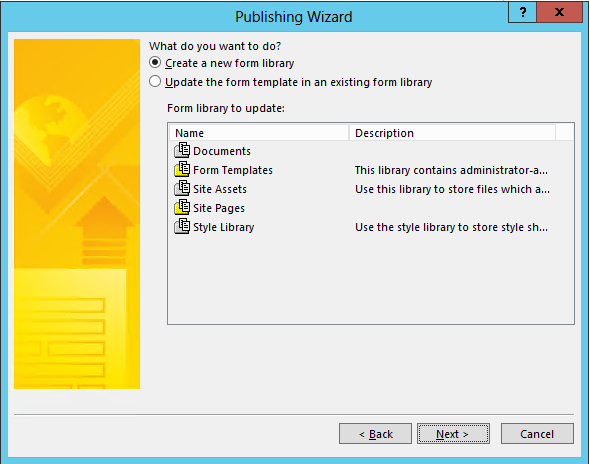 Publishing Wizard
? x
What do you want to do?
Create a new form library
Update the form template in an existing form library
Form library to update:
Name Description
Documents
Form Templates This library contains administrator-a...
Site Assets Use this library to store files which a...
Site Pages
Style Library Use the style library to store style sh...
< Back Next > Cancel